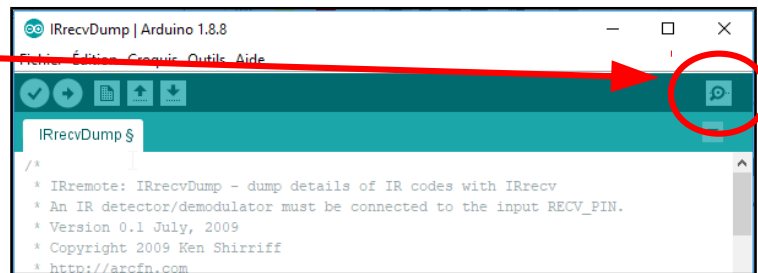 IRrecvDump | Arduino 1.8.8
Fichier Édition Croquis Outils Aide
IRrecvDump §
/*
* IRremote: IRrecvDump - dump details of IR codes with IRrecv
* An IR detector/demodulator must be connected to the input RECV_PIN.
* Version 0.1 July, 2009
* Copyright 2009 Ken Shirriff
* http://arcfn.com